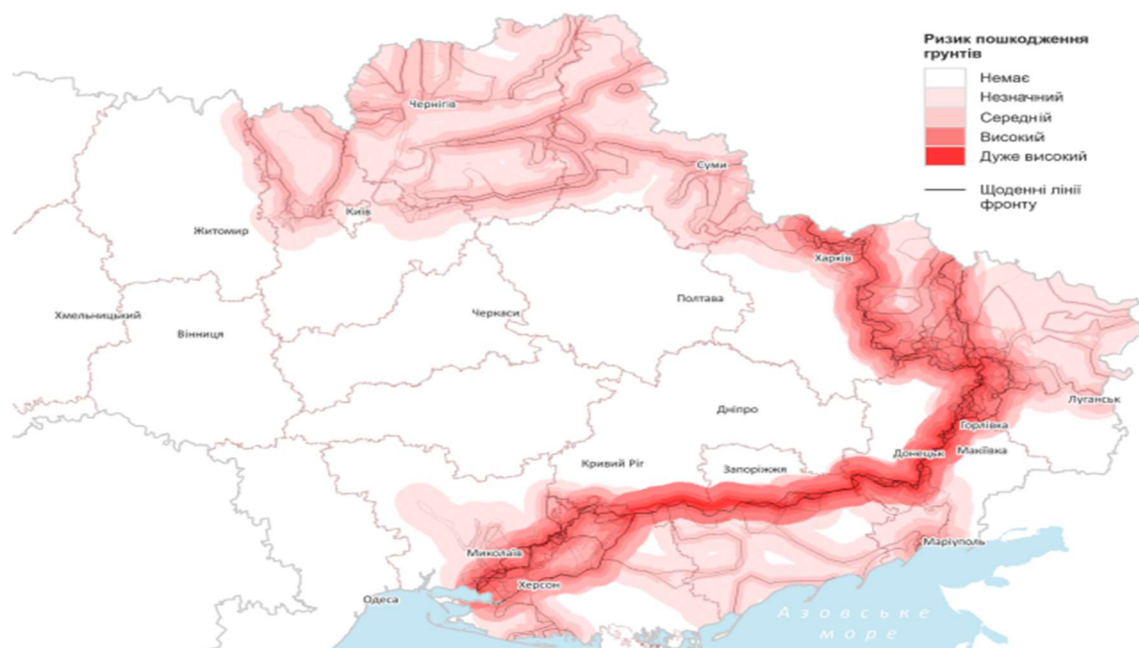 Ризик пошкодження
грунтів
Немає
Незначний
Середній
Високий
Дуже високий
Щоденні лінії
фронту
Чернігів
Суми
Київ
Житомир
Харків
Полтава
Хмельницький
Черкаси
Вінниця
Луганськ
Дніпро
Горлівка
Донецьк
Макіївка
Кривий Ріг
Запоріжжя
Маріуполь
Миколаїв
Херсон
Одеса
Азовське
море